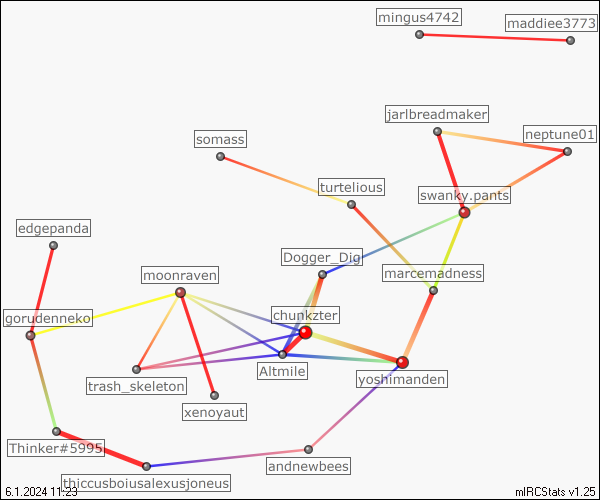 mingus4742
maddiee3773
jarlbreadmaker
neptune01
somass
turtelious
swanky.pants
edgepanda
Dogger_Dig
moonraven
marcemadness
chunkzter
gorudenneko
Altmile
yoshimanden
trash_skeleton
xenoyaut
Thinker#5995
andnewbees
thiccusboiusalexusjoneus
6.1.2024 11:23
mIRCStats v1.25